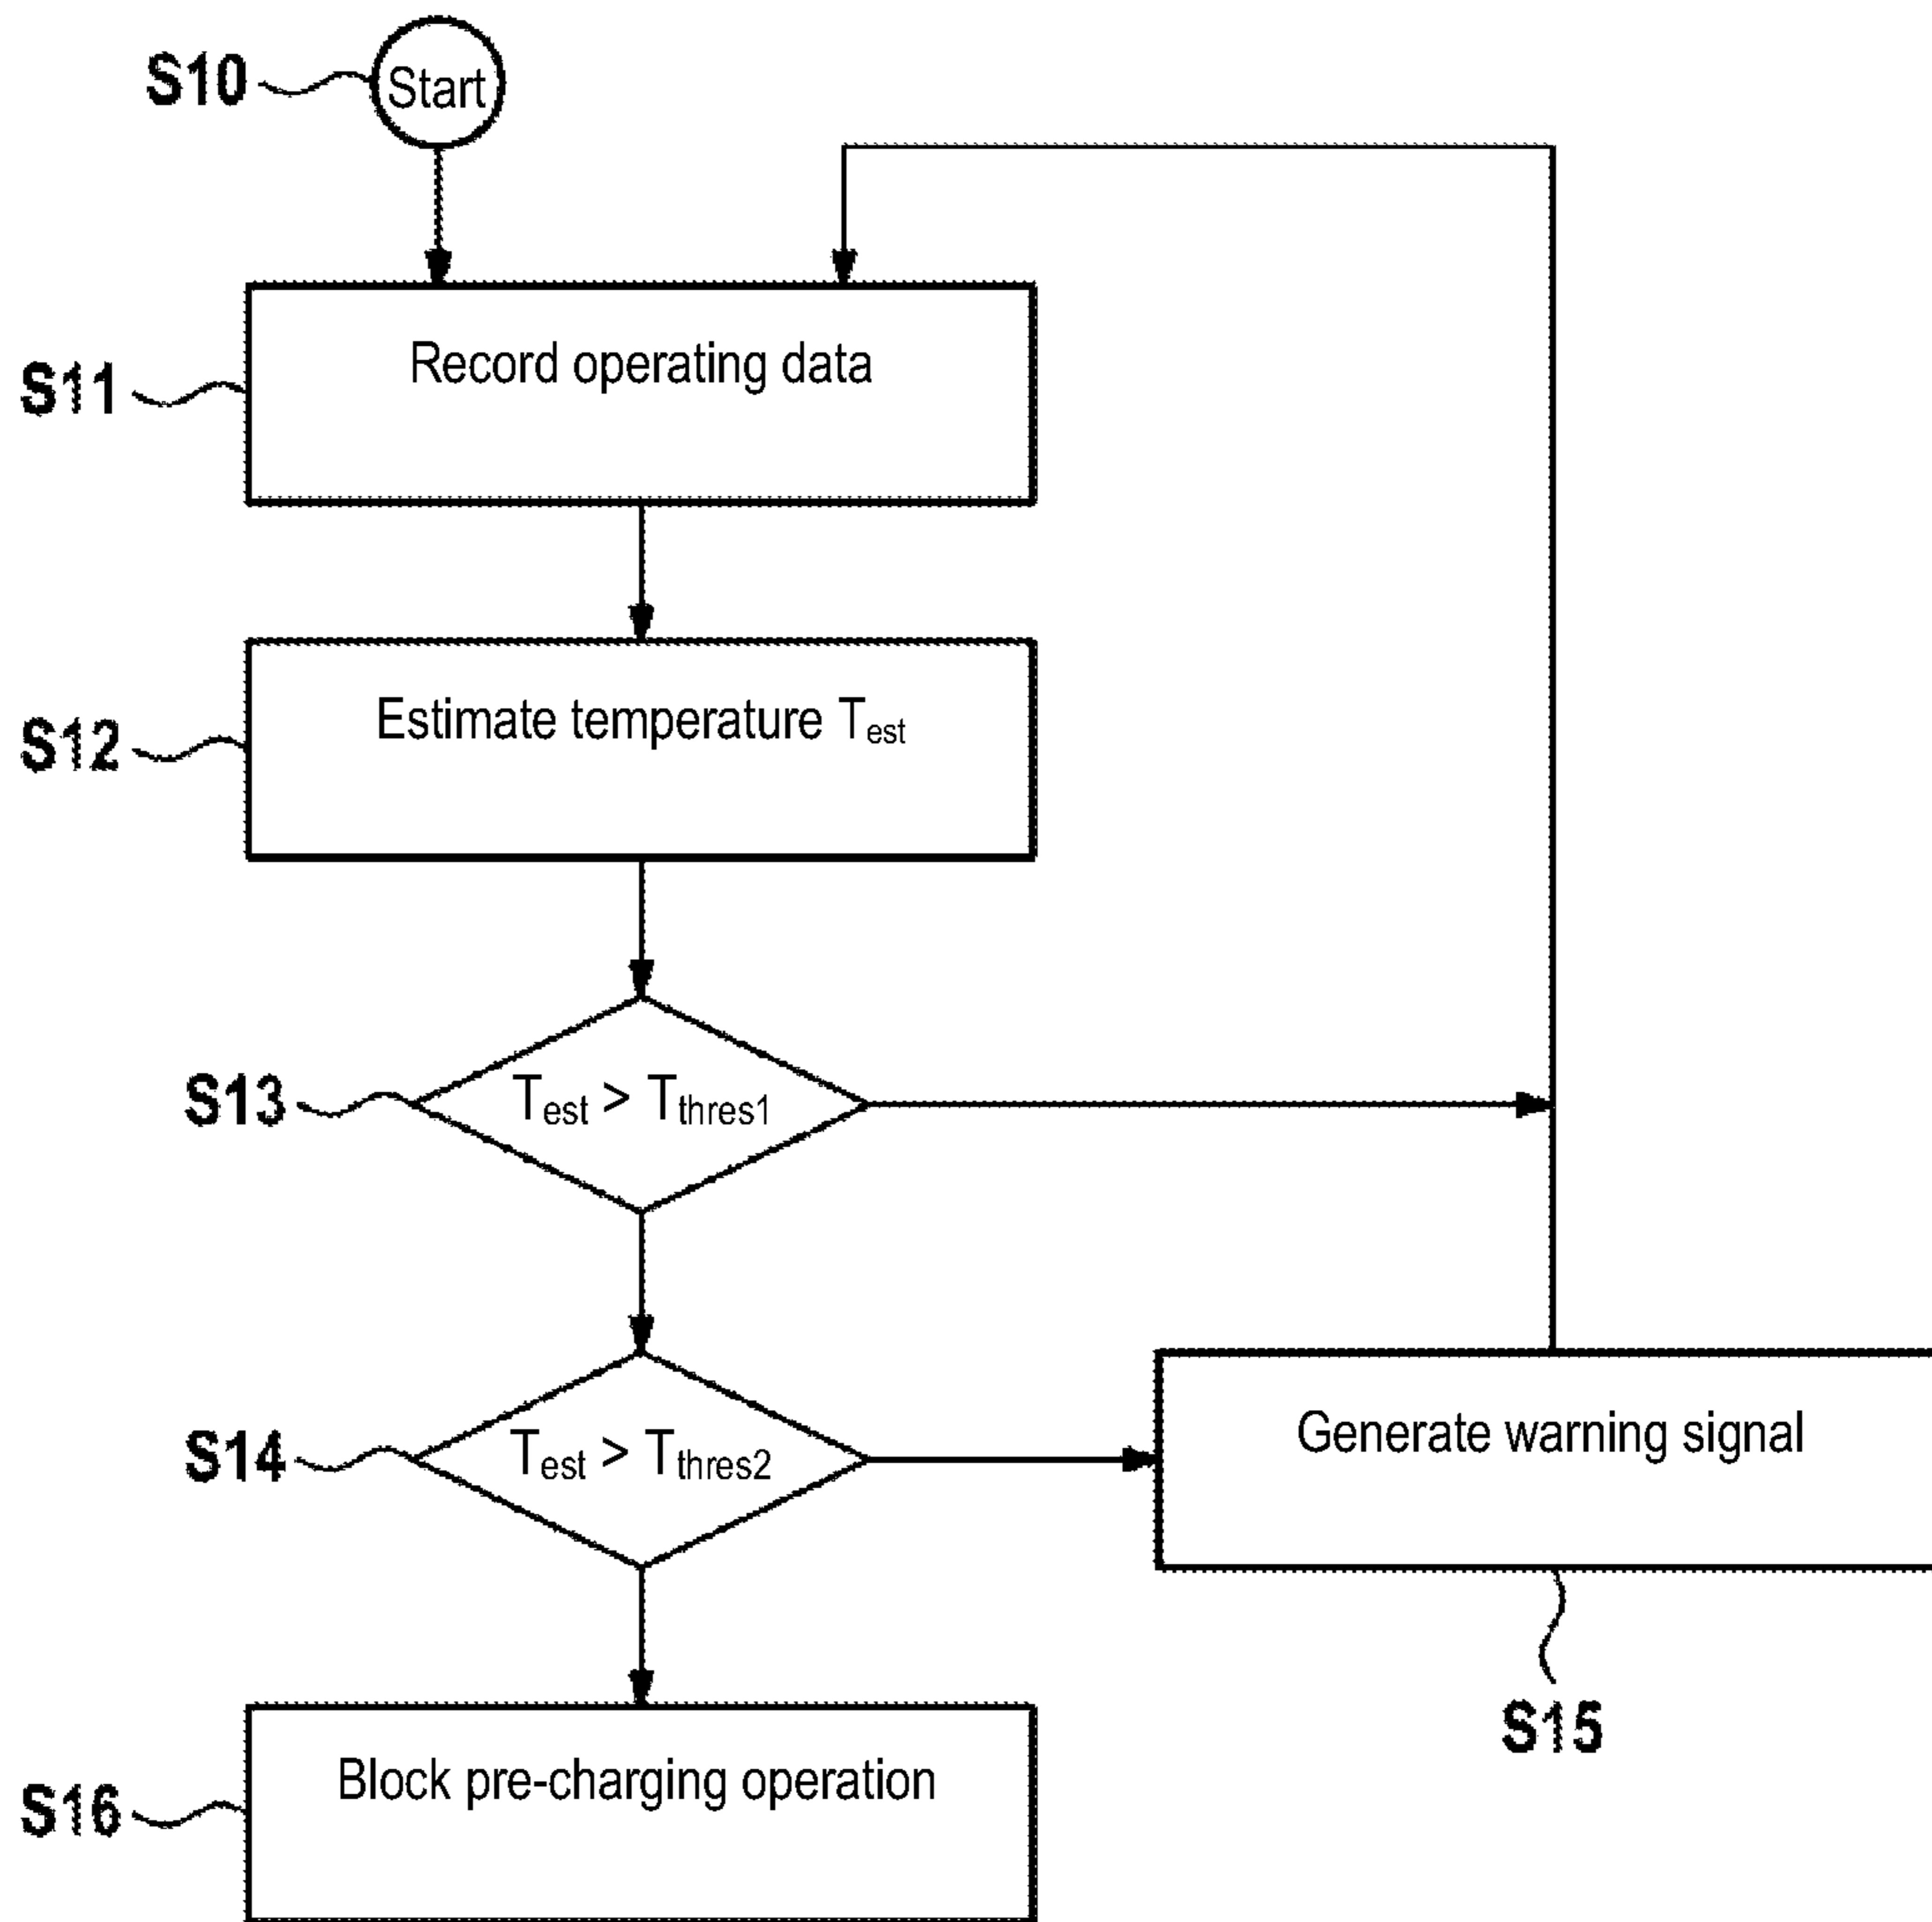 S10
Start
S11
Record operating data
S12
Estimate temperature Test
S13
Test > Tthres1
S14
Test > Tthres2
Generate warning signal
S15
S16
Block pre-charging operation